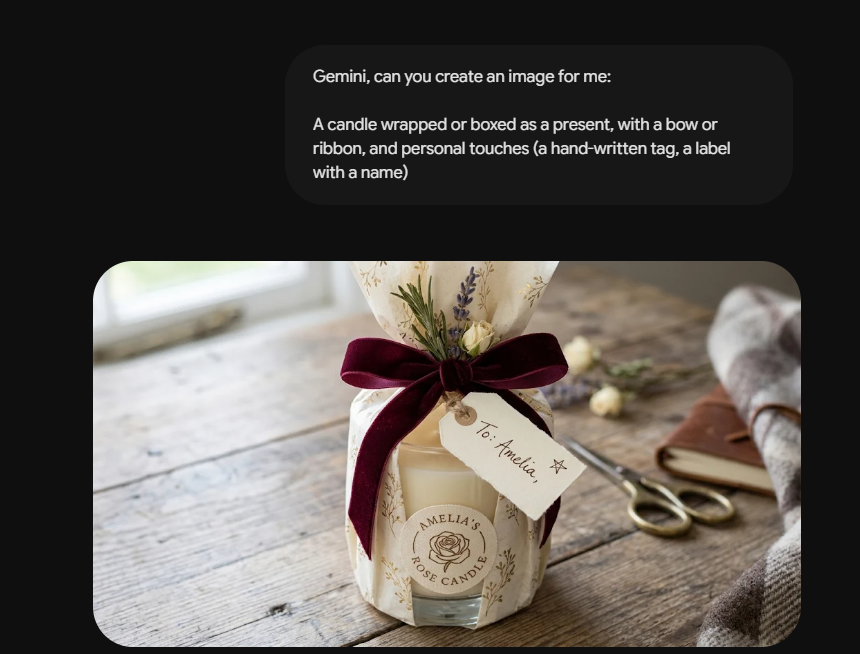 Gemini, can you create an image for me:
A candle wrapped or boxed as a present, with a bow or
ribbon, and personal touches (a hand-written tag, a label
with a name)
To: Amelia,
AMELIA'S
ROSE CANDLE